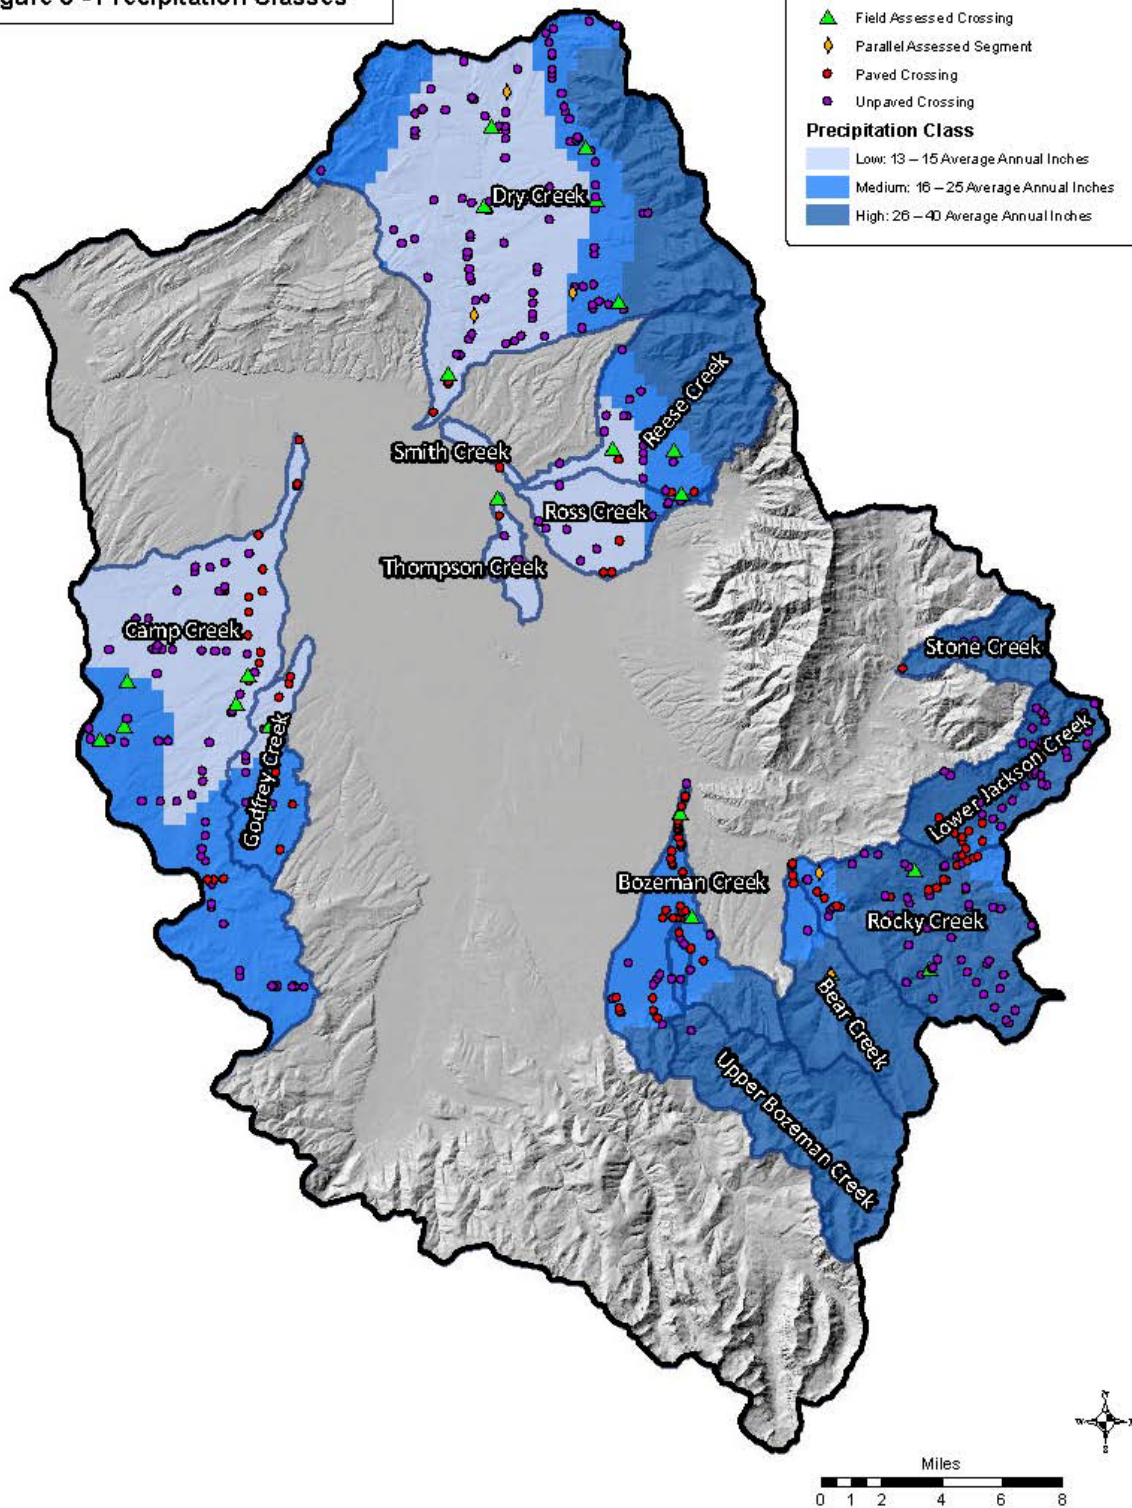 Precipitation Classes
Field Assessed Crossing
Parallel Assessed Segment
Paved Crossing
Unpaved Crossing
Precipitation Class
Low: 13 – 15 Average Annual Inches
Medium: 16 – 25 Average Annual Inches
High: 26 – 40 Average Annual Inches
Dry Creek
Reese Creek
Smith Creek
Ross Creek
Thompson Creek
Camp Creek
Stone Creek
Godfrey Creek
Lower Jackson Creek
Bozeman Creek
Rocky Creek
Bear Creek
Upper Bozeman Creek
N
W
S
Miles
0 1 2 4 6 8